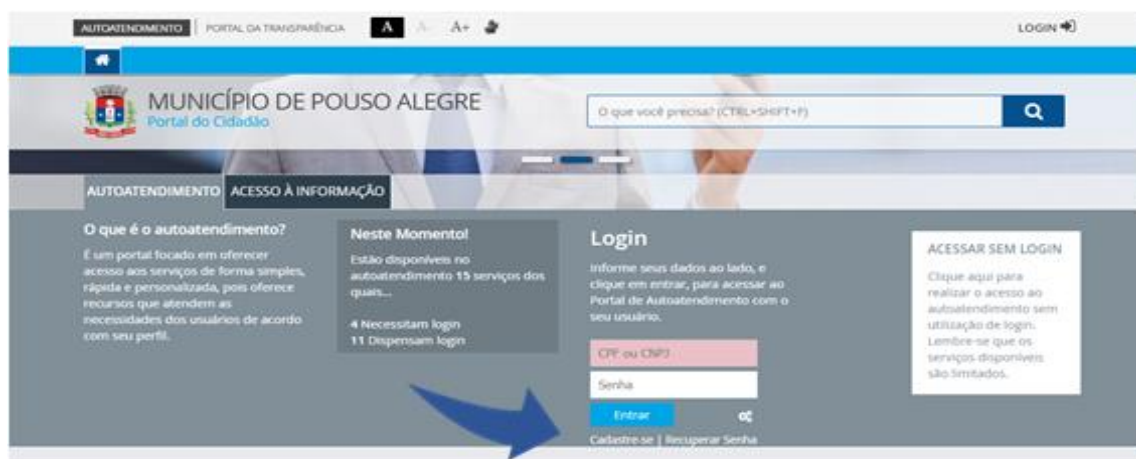 AUTOATENDIMENTO | PORTAL DA TRANSPARÊNCIA A A- A+
LOGIN
MUNICÍPIO DE POUSO ALEGRE
Portal do Cidadão
O que você precisa? (CTRL+SHIFT+F)
AUTOATENDIMENTO ACESSO À INFORMAÇÃO
O que é o autoatendimento?
É um portal focado em oferecer
acesso aos serviços de forma simples,
rápida e personalizada, pois oferece
recursos que atendem as
necessidades dos usuários de acordo
com seu perfil.
Neste Momento!
Estão disponíveis no
autoatendimento 15 serviços dos
quais...
4 Necessitam login
11 Dispensam login
Login
Informe seus dados ao lado, e
clique em entrar, para acessar ao
Portal de Autoatendimento com o
seu usuário.
CPF ou CNPJ
Senha
Entrar
Cadastre-se | Recuperar Senha
ACESSAR SEM LOGIN
Clique aqui para
realizar o acesso ao
autoatendimento sem
utilização de login.
Lembre-se que os
serviços disponíveis
são limitados.